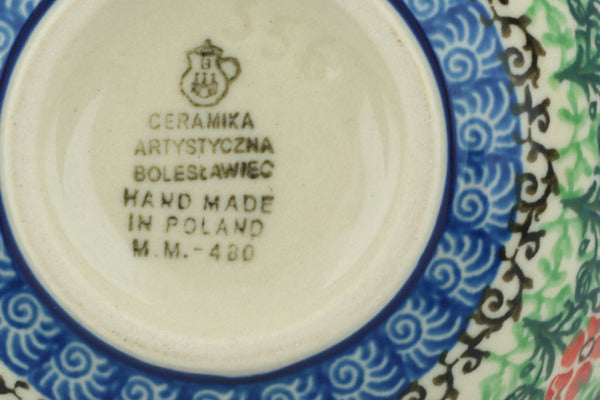 B
CERAMIKA
ARTYSTYCZNA
BOLESŁAWIEC
HAND MADE
IN POLAND
M.M.-480